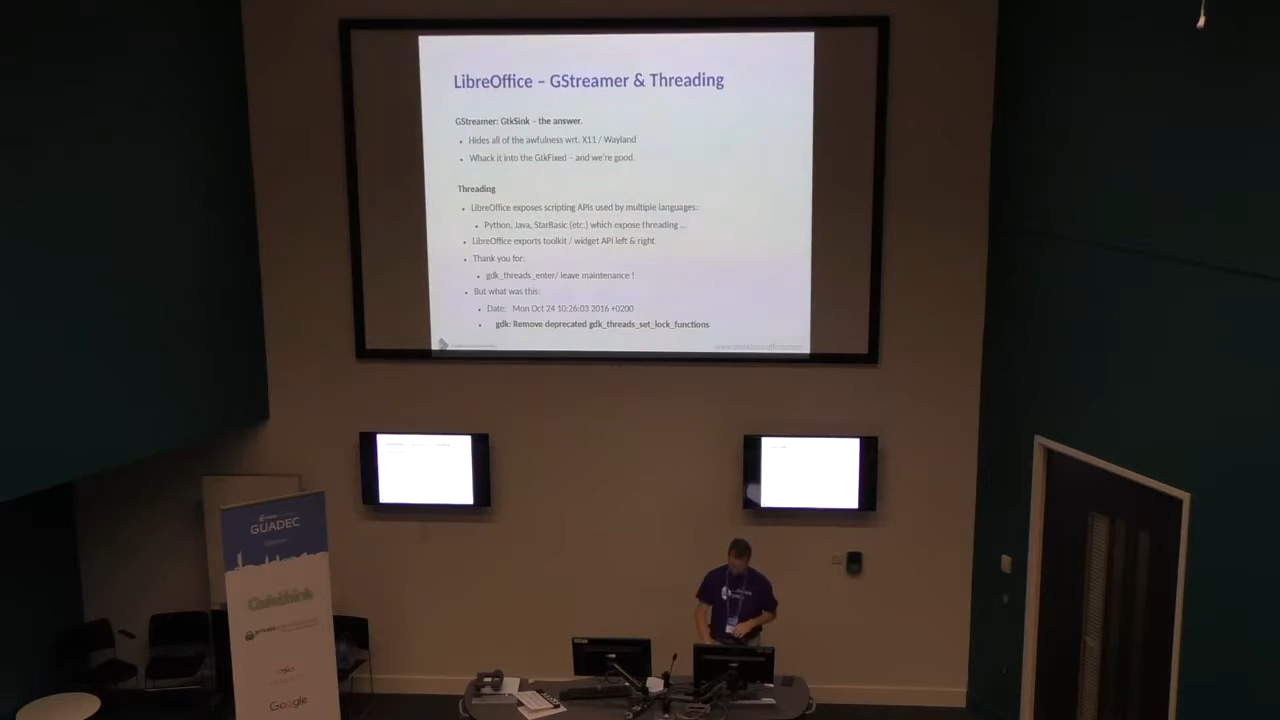 LibreOffice – GStreamer & Threading
GStreamer: GtkSink – the answer.
Hides all of the awfulness wrt. X11 / Wayland
Whack it into the GtkFixed – and we're good.
Threading
LibreOffice exposes scripting APIs used by multiple languages:
Python, Java, StarBasic (etc.) which expose threading ...
LibreOffice exports toolkit / widget API left & right.
Thank you for:
gdk_threads_enter/ leave maintenance !
But what was this:
Date: Mon Oct 24 10:26:03 2016 +0200
gdk: Remove deprecated gdk_threads_set_lock_functions
GUADEC
Codethink
Google